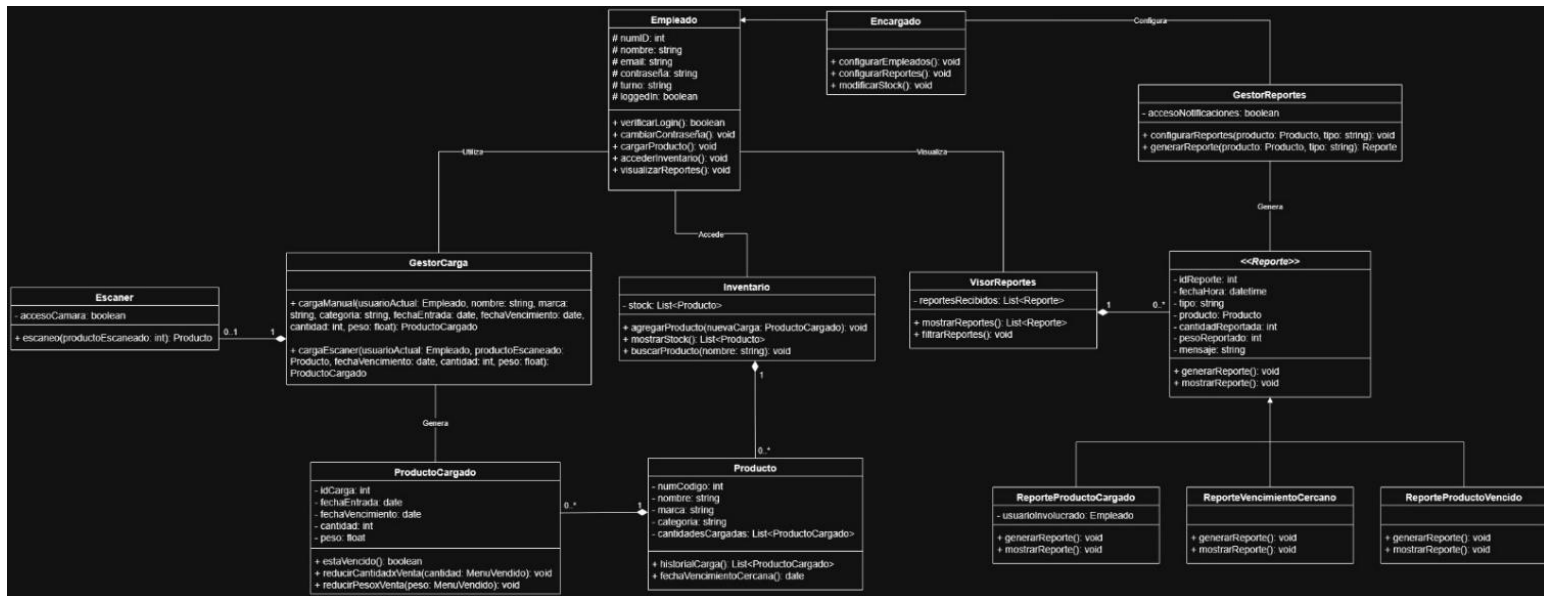 Empleado
# numID: int
# nombre: string
# email: string
# contraseña: string
# turno: string
# loggedIn: boolean
+ verificarLogin(): boolean
+ cambiarContraseña(): void
+ cargarProducto(): void
+ accederInventario(): void
+ visualizarReportes(): void
Encargado
+ configurarEmpleados(): void
+ configurarReportes(): void
+ modificarStock(): void
Configura
GestorReportes
- accesoNotificaciones: boolean
+ configurarReportes(producto: Producto, tipo: string): void
+ generarReporte(producto: Producto, tipo: string): Reporte
Utiliza
Visualiza
Accede
Genera
GestorCarga
+ cargaManual(usuarioActual: Empleado, nombre: string, marca:
string, categoria: string, fechaEntrada: date, fechaVencimiento: date,
cantidad: int, peso: float): ProductoCargado
+ cargaEscaner(usuarioActual: Empleado, productoEscaneado:
Producto, fechaVencimiento: date, cantidad: int, peso: float):
ProductoCargado
Escaner
- accesoCamara: boolean
+ escaneo(productoEscaneado: int): Producto
0..1
1
Inventario
- stock: List<Producto>
+ agregarProducto(nuevaCarga: ProductoCargado): void
+ mostrarStock(): List<Producto>
+ buscarProducto(nombre: string): void
1
0..*
VisorReportes
- reportesRecibidos: List<Reporte>
+ mostrarReportes(): List<Reporte>
+ filtrarReportes(): void
1
0..*
<<Reporte>>
- idReporte: int
- fechaHora: datetime
- tipo: string
- producto: Producto
- cantidadReportada: int
- pesoReportado: int
- mensaje: string
+ generarReporte(): void
+ mostrarReporte(): void
Genera
ProductoCargado
- idCarga: int
- fechaEntrada: date
- fechaVencimiento: date
- cantidad: int
- peso: float
+ estaVencido(): boolean
+ reducirCantidadxVenta(cantidad: MenuVendido): void
+ reducirPesoxVenta(peso: MenuVendido): void
0..*
1
Producto
- numCodigo: int
- nombre: string
- marca: string
- categoria: string
- cantidadesCargadas: List<ProductoCargado>
+ historialCarga(): List<ProductoCargado>
+ fechaVencimientoCercana(): date
ReporteProductoCargado
- usuarioInvolucrado: Empleado
+ generarReporte(): void
+ mostrarReporte(): void
ReporteVencimientoCercano
+ generarReporte(): void
+ mostrarReporte(): void
ReporteProductoVencido
+ generarReporte(): void
+ mostrarReporte(): void